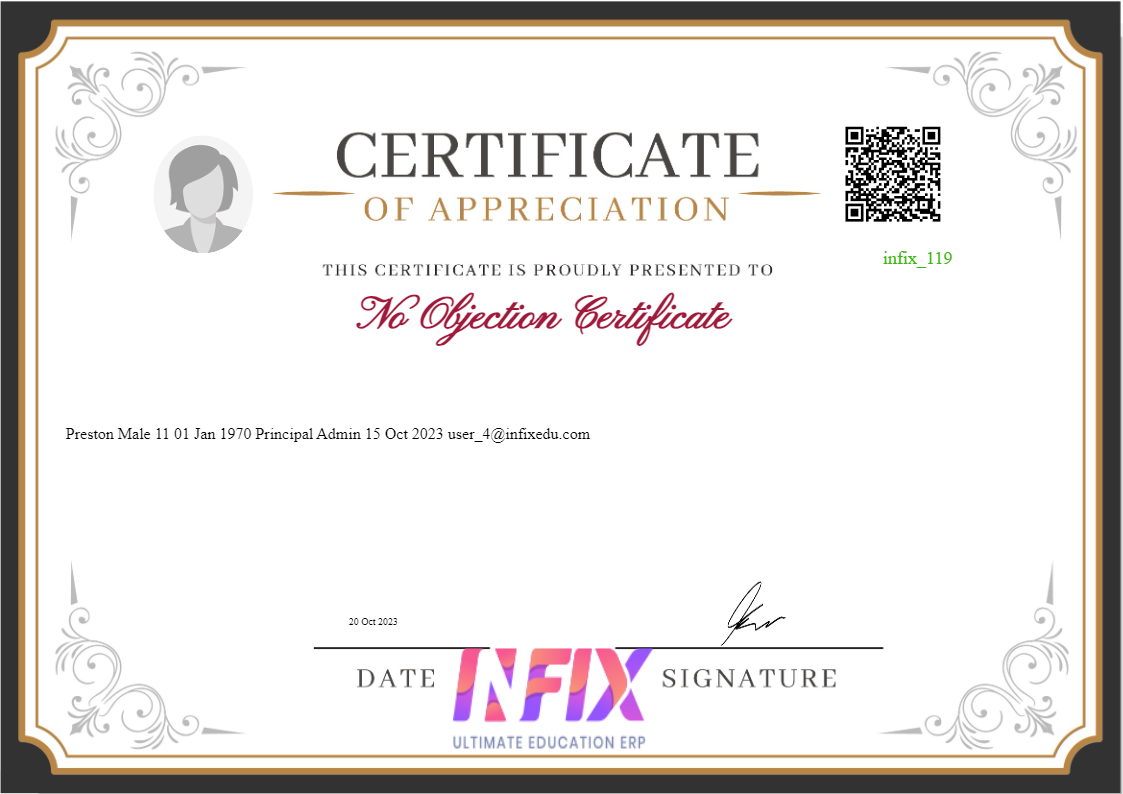 CERTIFICATE
OF APPRECIATION
infix_119
THIS CERTIFICATE IS PROUDLY PRESENTED TO
No Objection Certificate
Preston Male 11 01 Jan 1970 Principal Admin 15 Oct 2023 user_4@infixedu.com
20 Oct 2023
DATE
SIGNATURE
INFIX
ULTIMATE EDUCATION ERP